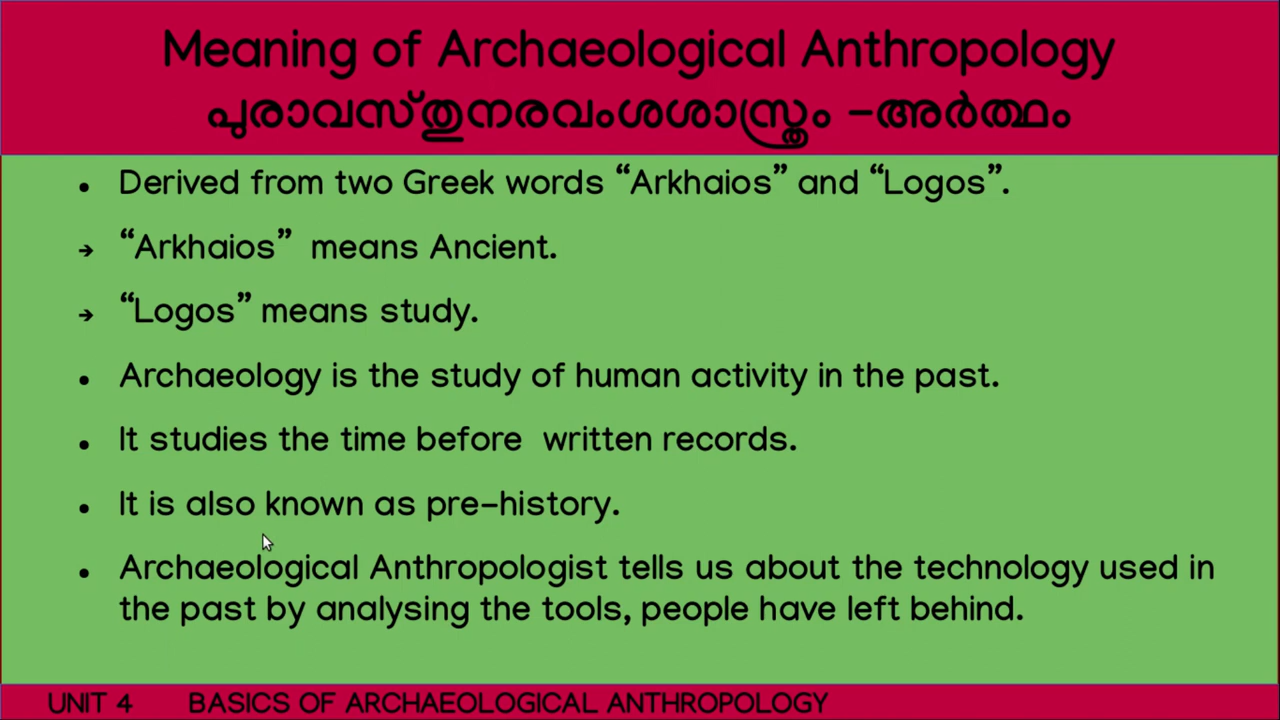 Meaning of Archaeological Anthropology
പുരാവസ്തുനരവംശശാസ്ത്രം -അർത്ഥം
• Derived from two Greek words “Arkhaios” and “Logos”.
➔ “Arkhaios” means Ancient.
➔ “Logos” means study.
• Archaeology is the study of human activity in the past.
• It studies the time before written records.
• It is also known as pre-history.
• Archaeological Anthropologist tells us about the technology used in
the past by analysing the tools, people have left behind.
UNIT 4 BASICS OF ARCHAEOLOGICAL ANTHROPOLOGY